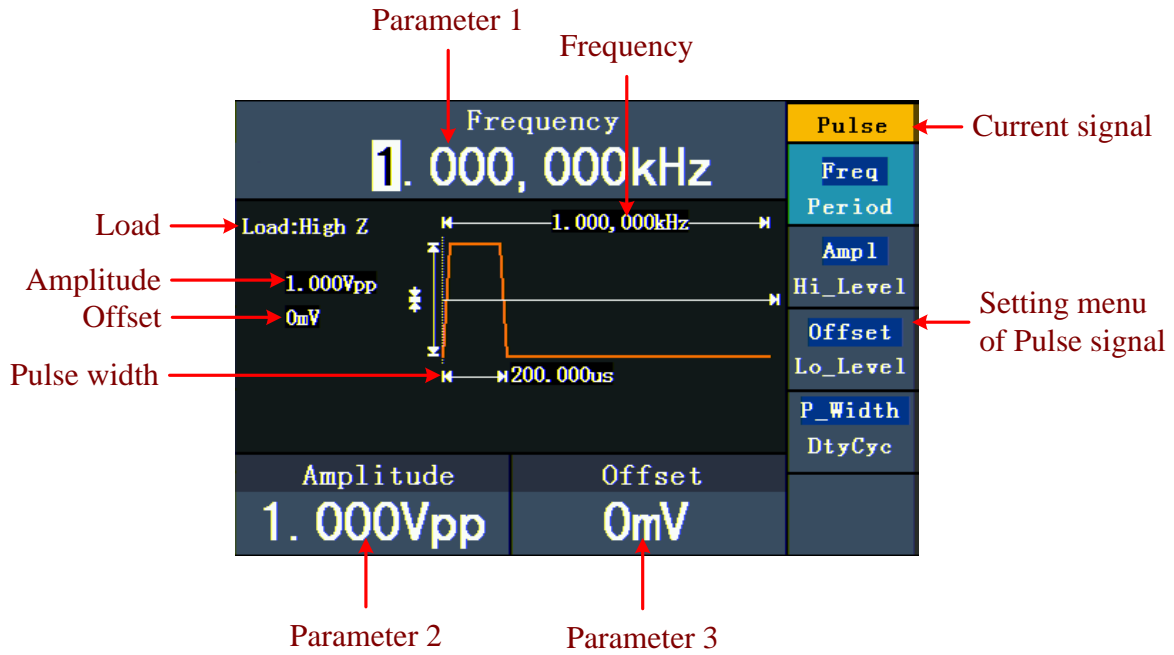 Parameter 1
Frequency
Frequency
1.000,000kHz
Pulse
Current signal
Freq
Period
Load
Load:High Z
1.000,000kHz
Ampl
Hi_Level
Amplitude
1.000Vpp
Offset
0mV
Setting menu
of Pulse signal
Offset
Lo_Level
Pulse width
200.000us
P_Width
DtyCyc
Amplitude
1.000Vpp
Offset
0mV
Parameter 2
Parameter 3